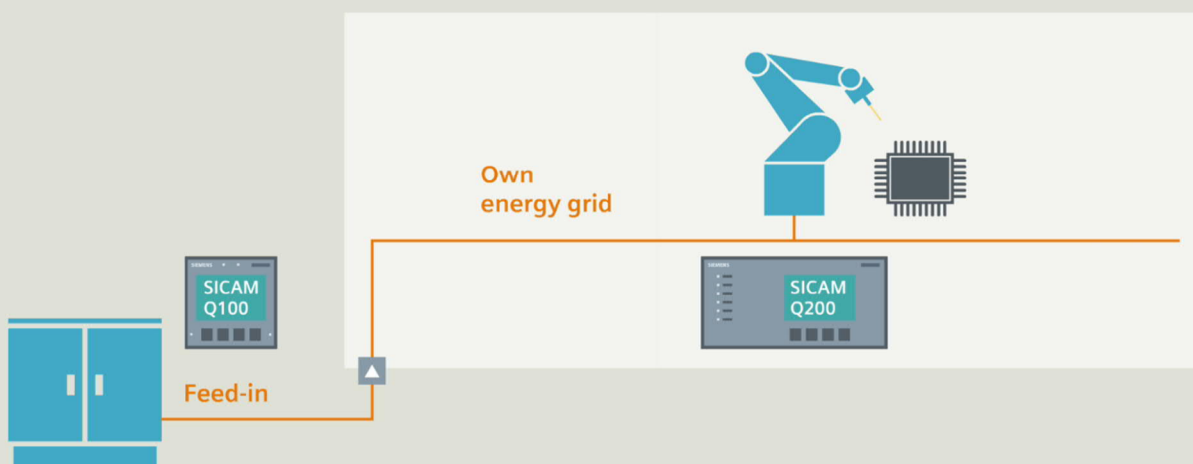 Own
energy grid
SIEMENS
SICAM
Q100
SIEMENS
SICAM
Q200
Feed-in